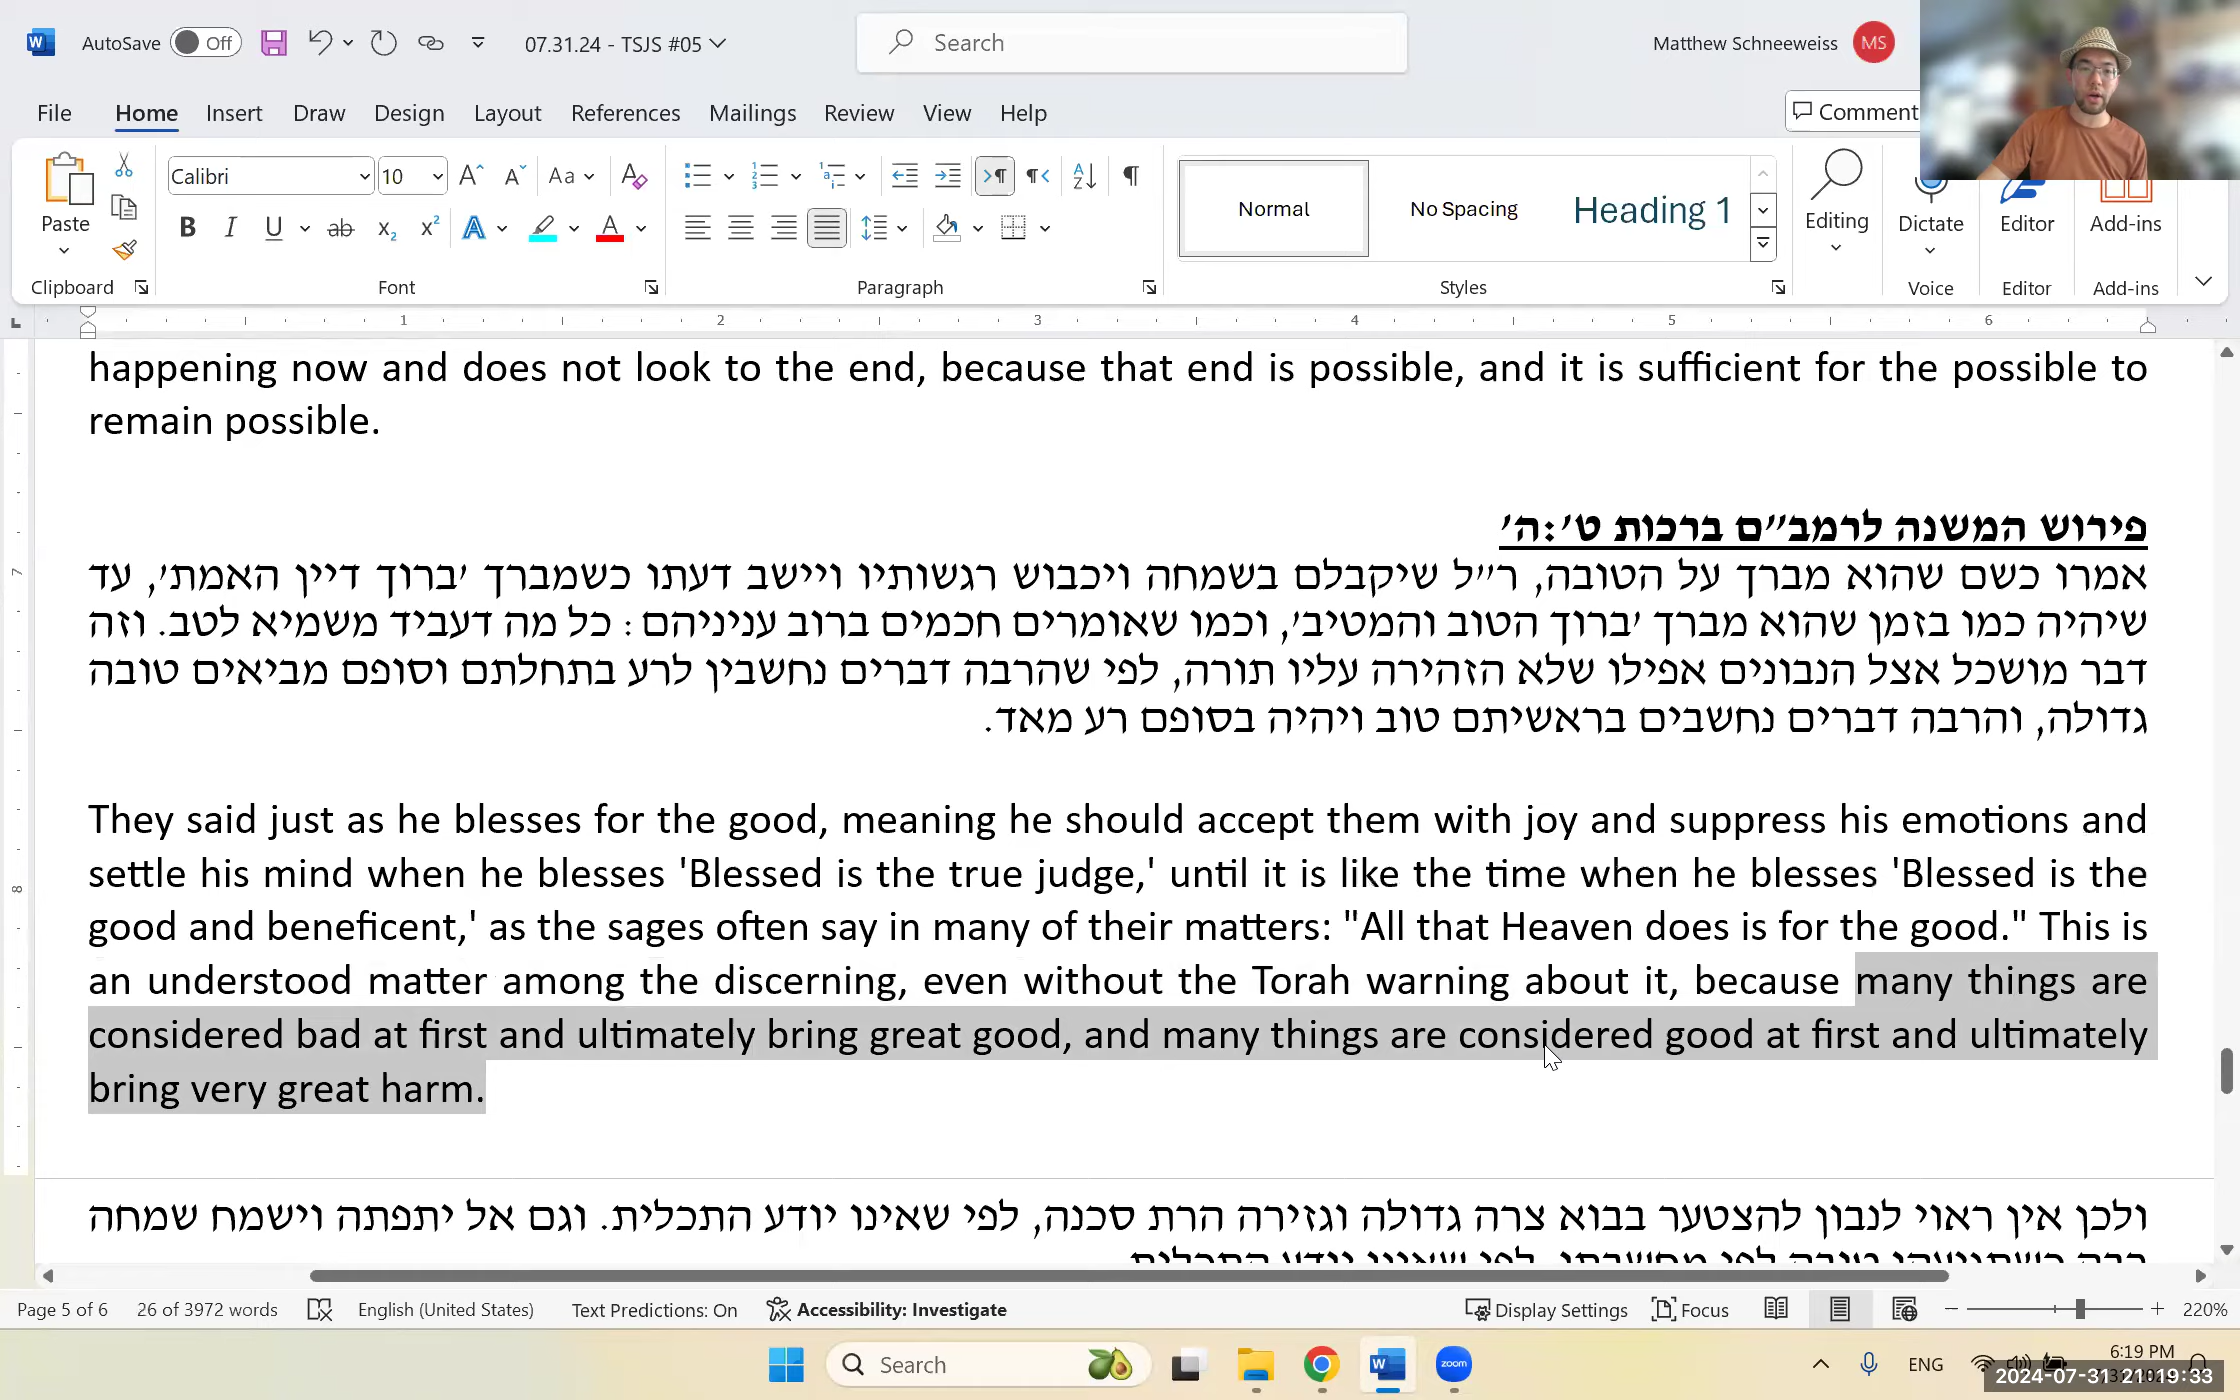 AutoSave Off 07.31.24 - TSJS #05 Search Matthew Schneeweiss MS
File Home Insert Draw Design Layout References Mailings Review View Help Comment
Paste Calibri 10 Normal No Spacing Heading 1 Editing Dictate Editor Add-ins
Clipboard Font Paragraph Styles Voice Editor Add-ins
1 2 3 4 5 6
happening now and does not look to the end, because that end is possible, and it is sufficient for the possible to
remain possible.
פירוש המשנה לרמב״ם ברכות ט׳:ה׳
אמרו כשם שהוא מברך על הטובה, ר״ל שיקבלם בשמחה ויכבוש רגשותיו ויישב דעתו כשמברך ׳ברוך דיין האמת׳, עד
שיהיה כמו בזמן שהוא מברך ׳ברוך הטוב והמטיב׳, וכמו שאומרים חכמים ברוב עניניהם: כל מה דעביד משמיא לטב. וזה
דבר מושכל אצל הנבונים אפילו שלא הזהירה עליו תורה, לפי שהרבה דברים נחשבין לרע בתחלתם וסופם מביאים טובה
גדולה, והרבה דברים נחשבים בראשיתם טוב ויהיה בסופם רע מאד.
They said just as he blesses for the good, meaning he should accept them with joy and suppress his emotions and
settle his mind when he blesses 'Blessed is the true judge,' until it is like the time when he blesses 'Blessed is the
good and beneficent,' as the sages often say in many of their matters: "All that Heaven does is for the good." This is
an understood matter among the discerning, even without the Torah warning about it, because many things are
considered bad at first and ultimately bring great good, and many things are considered good at first and ultimately
bring very great harm.
ולכן אין ראוי לנבון להצטער בבוא צרה גדולה וגזירה הרת סכנה, לפי שאינו יודע התכלית. וגם אל יתפתה וישמח שמחה
Page 5 of 6 26 of 3972 words English (United States) Text Predictions: On Accessibility: Investigate Display Settings Focus 220%
Search zoom ENG 6:19 PM
2024-07-31 21:19:33